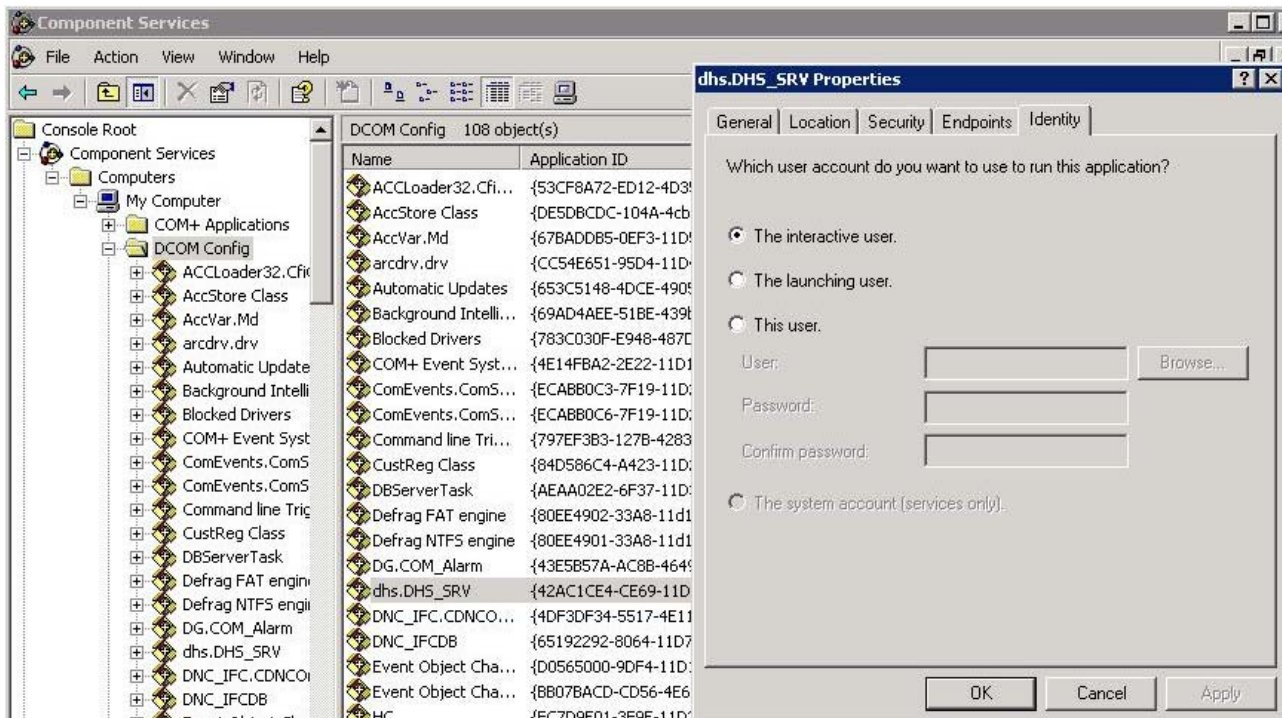 Component Services
File Action View Window Help
Console Root
Component Services
Computers
My Computer
COM+ Applications
DCOM Config
ACCLoader32.Cfi
AccStore Class
AccVar.Md
arcdrv.drv
Automatic Update
Background Intelli
Blocked Drivers
COM+ Event Syst
ComEvents.ComS
ComEvents.ComS
Command line Trig
CustReg Class
DBServerTask
Defrag FAT engin
Defrag NTFS engi
DG.COM_Alarm
dhs.DHS_SRV
DNC_IFC.CDNCO
DNC_IFCDB
DCOM Config 108 object(s)
Name Application ID
ACCLoader32.Cfi... {53CF8A72-ED12-4D3
AccStore Class {DE5DBCDC-104A-4cb
AccVar.Md {67BADDB5-0EF3-11D
arcdrv.drv {CC54E651-95D4-11D
Automatic Updates {653C5148-4DCE-4905
Background Intelli... {69AD4AEE-51BE-439b
Blocked Drivers {783C030F-E948-487D
COM+ Event Syst... {4E14FBA2-2E22-11D1
ComEvents.ComS... {ECABB0C3-7F19-11D
ComEvents.ComS... {ECABB0C6-7F19-11D
Command line Tri... {797EF3B3-127B-4283
CustReg Class {84D586C4-A423-11D
DBServerTask {AEAA02E2-6F37-11D
Defrag FAT engine {80EE4902-33A8-11d1
Defrag NTFS engine {80EE4901-33A8-11d1
DG.COM_Alarm {43E5B57A-AC8B-4649
dhs.DHS_SRV {42AC1CE4-CE69-11D
DNC_IFC.CDNCO... {4DF3DF34-5517-4E11
DNC_IFCDB {65192292-8064-11D7
Event Object Cha... {D0565000-9DF4-11D
Event Object Cha... {BB07BACD-CD56-4E6
HC
dhs.DHS_SRV Properties
General Location Security Endpoints Identity
Which user account do you want to use to run this application?
The interactive user.
The launching user.
This user.
User: Browse...
Password:
Confirm password:
The system account (services only).
OK Cancel Apply